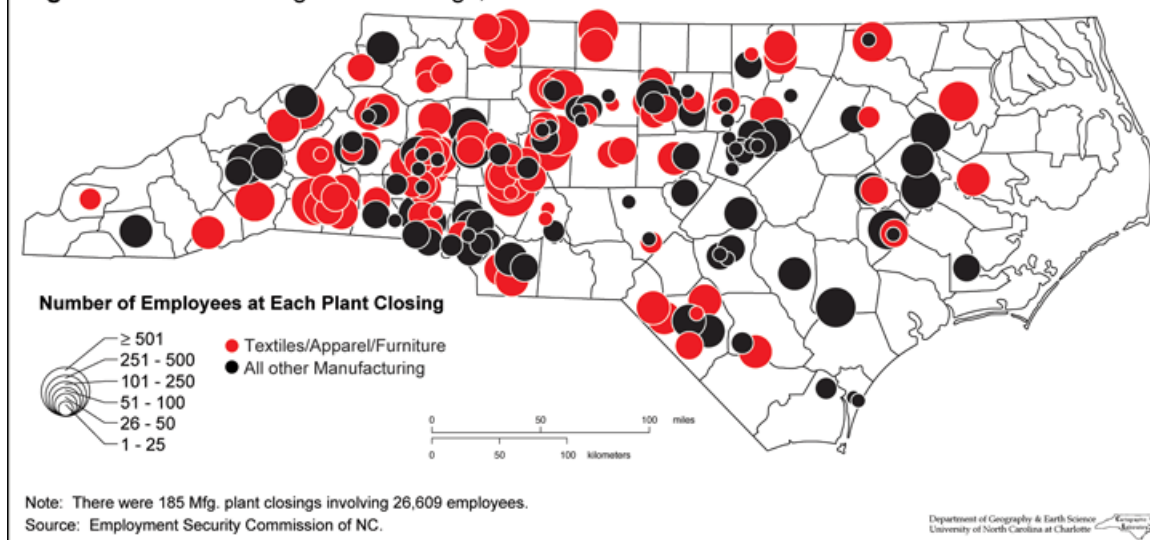 Number of Employees at Each Plant Closing
≥ 501
251 - 500
101 - 250
51 - 100
26 - 50
1 - 25
Textiles/Apparel/Furniture
All other Manufacturing
0 50 100 miles
0 50 100 kilometers
Note: There were 185 Mfg. plant closings involving 26,609 employees.
Source: Employment Security Commission of NC.
Department of Geography & Earth Science
University of North Carolina at Charlotte